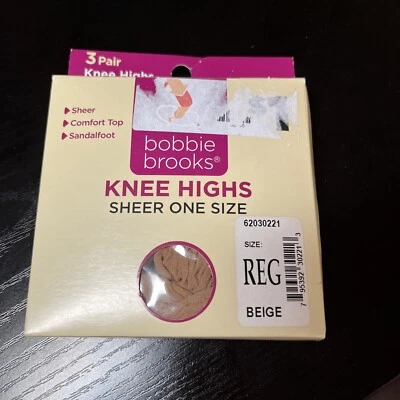 3 Pair
Knee Highs
Sheer
Comfort Top
Sandalfoot
bobbie
brooks®
KNEE HIGHS
SHEER ONE SIZE
62030221
SIZE:
REG
BEIGE
7 95392 30221 3